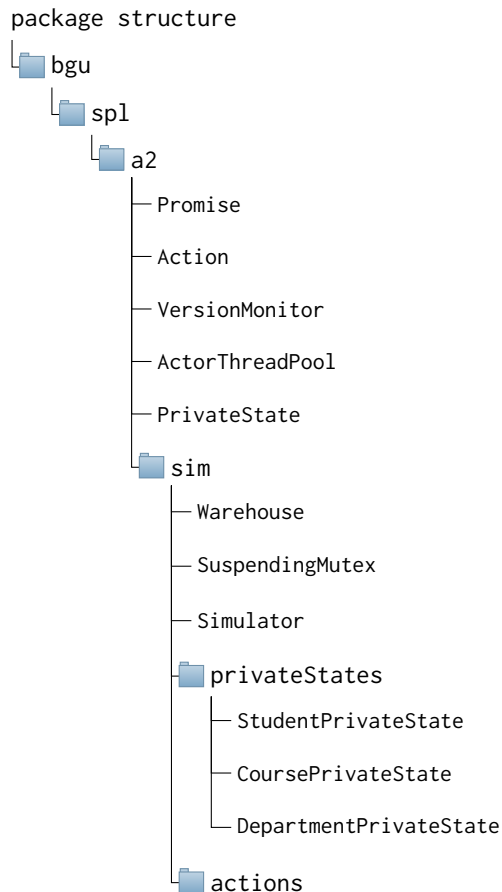 package structure
bgu
spl
a2
Promise
Action
VersionMonitor
ActorThreadPool
PrivateState
sim
Warehouse
SuspendingMutex
Simulator
privateStates
StudentPrivateState
CoursePrivateState
DepartmentPrivateState
actions